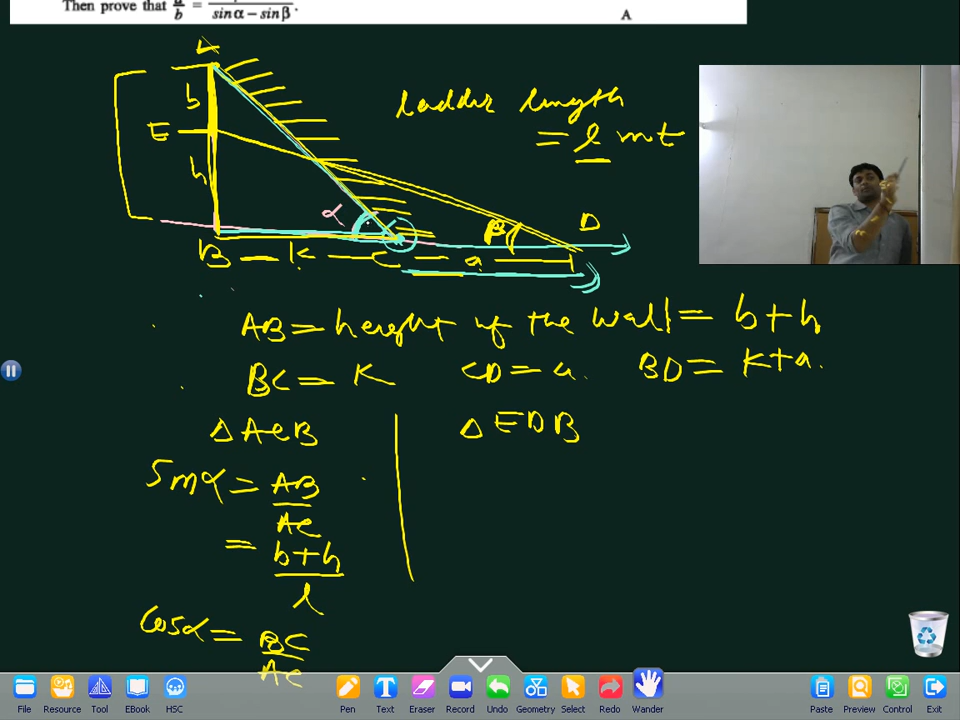 Then prove that a/b = / sinα – sinβ .
A
A
b
E
h
α
β
D
B – K – C – a – |
ladder length
= l mt
AB = height of the wall = b+h
BC = K CD = a. BD = K+a.
Δ ACB Δ EDB
Sinα = AB/AC
= b+h/l
Cosα = BC/AC
File Resource Tool EBook HSC Pen Text Eraser Record Undo Geometry Select Redo Wander Paste Preview Control Exit